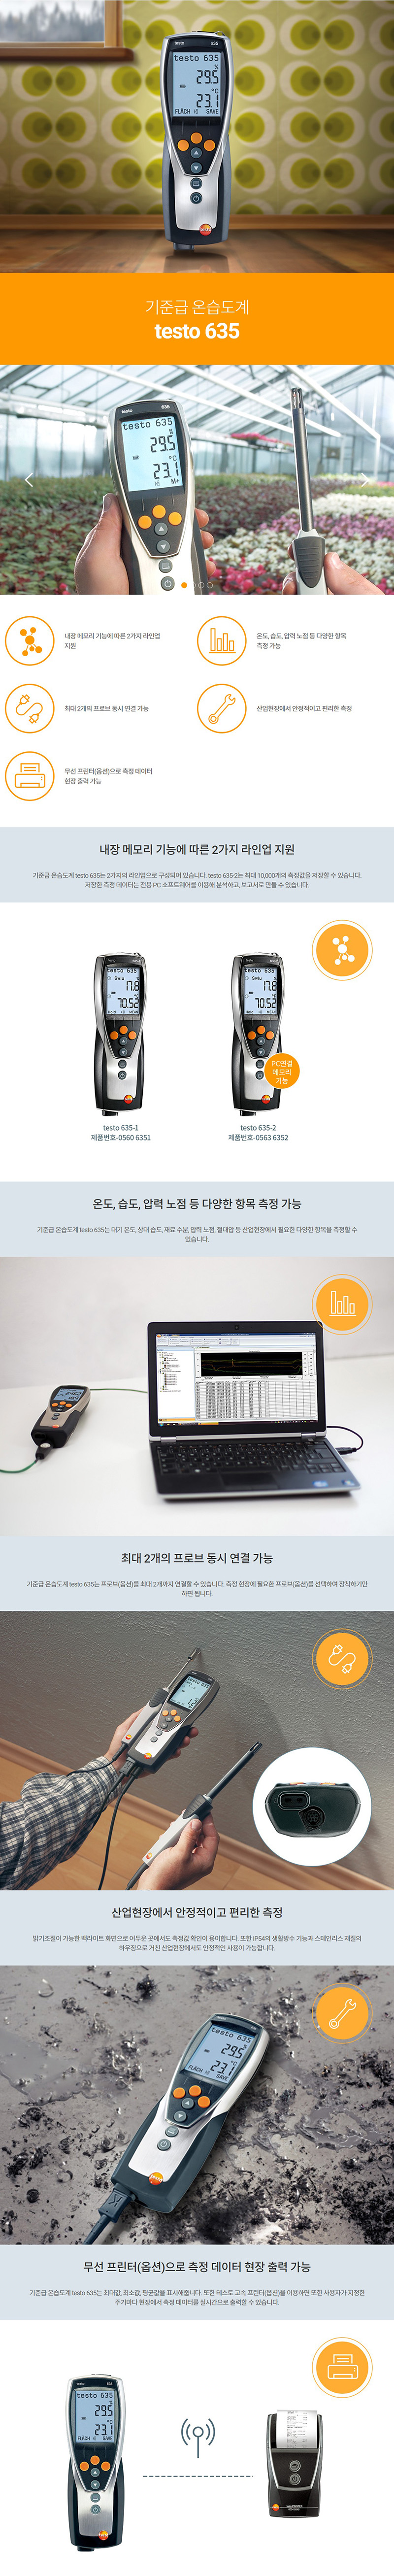 testo 635
testo 635
%
29.5
°C
23.1
FLÄCH SAVE
testo
기준급 온습도계
testo 635
testo 635
testo 635
%
29.5
°C
23.1
M+
내장 메모리 기능에 따른 2가지 라인업
지원
온도, 습도, 압력 노점 등 다양한 항목
측정 가능
최대 2개의 프로브 동시 연결 가능
산업현장에서 안정적이고 편리한 측정
무선 프린터(옵션)으로 측정 데이터
현장 출력 가능
내장 메모리 기능에 따른 2가지 라인업 지원
기준급 온습도계 testo 635는 2가지의 라인업으로 구성되어 있습니다. testo 635-2는 최대 10,000개의 측정값을 저장할 수 있습니다.
저장한 측정 데이터는 전용 PC 소프트웨어를 이용해 분석하고, 보고서로 만들 수 있습니다.
testo 635
17.8
70.52
testo 635
17.8
70.52
PC연결
메모리
가능
testo 635-1
제품번호-0560 6351
testo 635-2
제품번호-0563 6352
온도, 습도, 압력 노점 등 다양한 항목 측정 가능
기준급 온습도계 testo 635는 대기 온도, 상대 습도, 재료 수분, 압력 노점, 절대압 등 산업현장에서 필요한 다양한 항목을 측정할 수
있습니다.
최대 2개의 프로브 동시 연결 가능
기준급 온습도계 testo 635는 프로브(옵션)를 최대 2개까지 연결할 수 있습니다. 측정 현장에 필요한 프로브(옵션)를 선택하여 장착하기만
하면 됩니다.
testo 635
산업현장에서 안정적이고 편리한 측정
밝기조절이 가능한 백라이트 화면으로 어두운 곳에서도 측정값 확인이 용이합니다. 또한 IP54의 생활방수 기능과 스테인리스 재질의
하우징으로 거친 산업현장에서도 안정적인 사용이 가능합니다.
testo 635
%
29.5
°C
23.1
FLÄCH SAVE
무선 프린터(옵션)으로 측정 데이터 현장 출력 가능
기준급 온습도계 testo 635는 최대값, 최소값, 평균값을 표시해줍니다. 또한 테스토 고속 프린터(옵션)을 이용하면 또한 사용자가 지정한
주기마다 현장에서 측정 데이터를 실시간으로 출력할 수 있습니다.
testo 635
%
29.5
°C
23.1
FLÄCH SAVE